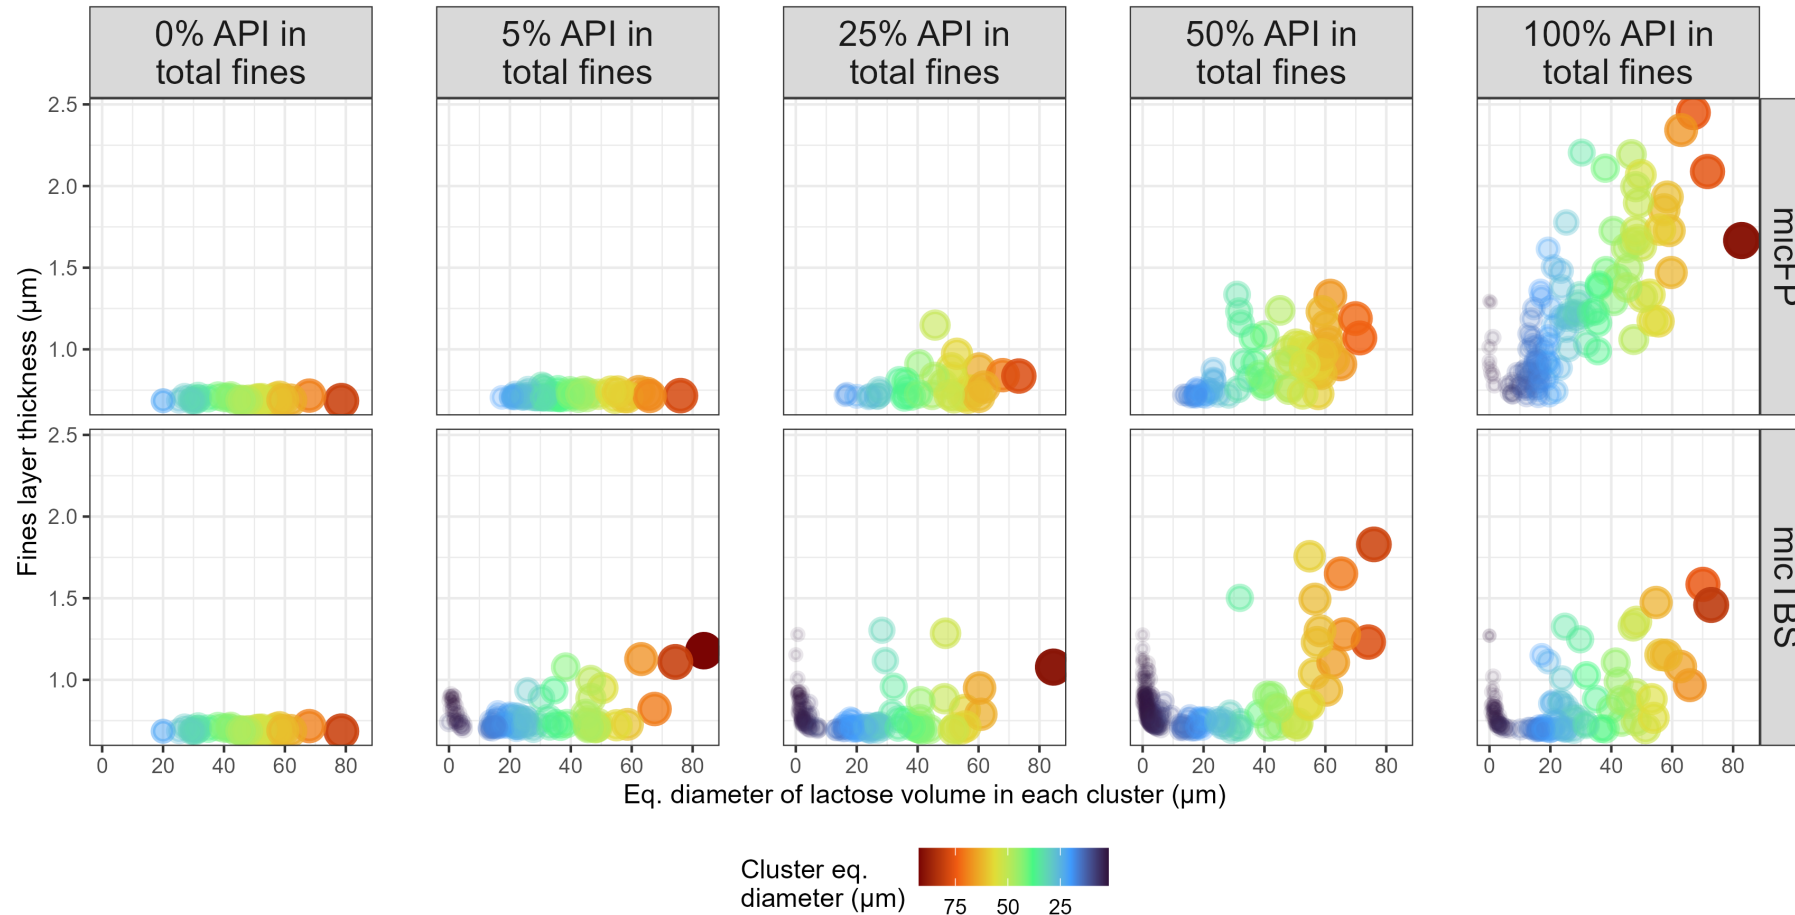 0% API in
total fines
5% API in
total fines
25% API in
total fines
50% API in
total fines
100% API in
total fines
2.5
2.0
1.5
1.0
micFP
Fines layer thickness (µm)
2.5
2.0
1.5
1.0
micTBS
0 20 40 60 80
0 20 40 60 80
0 20 40 60 80
0 20 40 60 80
0 20 40 60 80
Eq. diameter of lactose volume in each cluster (µm)
Cluster eq.
diameter (µm)
75 50 25